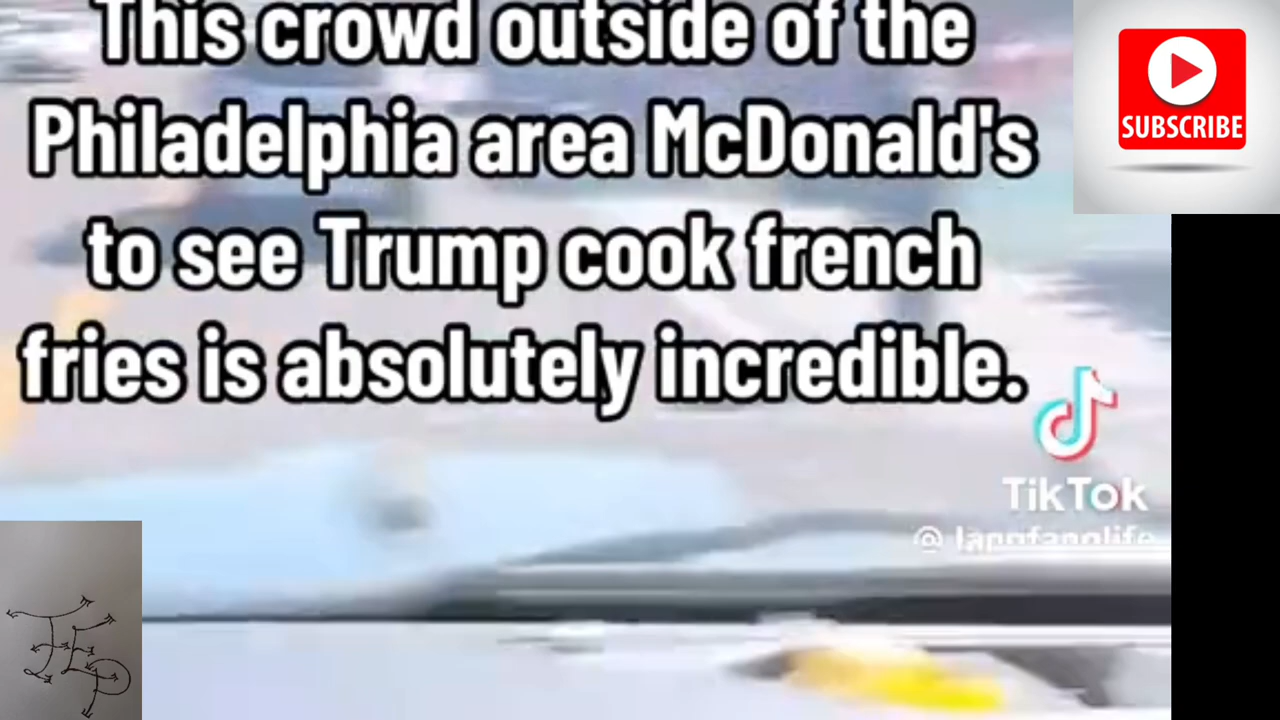 This crowd outside of the
Philadelphia area McDonald's
to see Trump cook french
fries is absolutely incredible.
SUBSCRIBE
TikTok